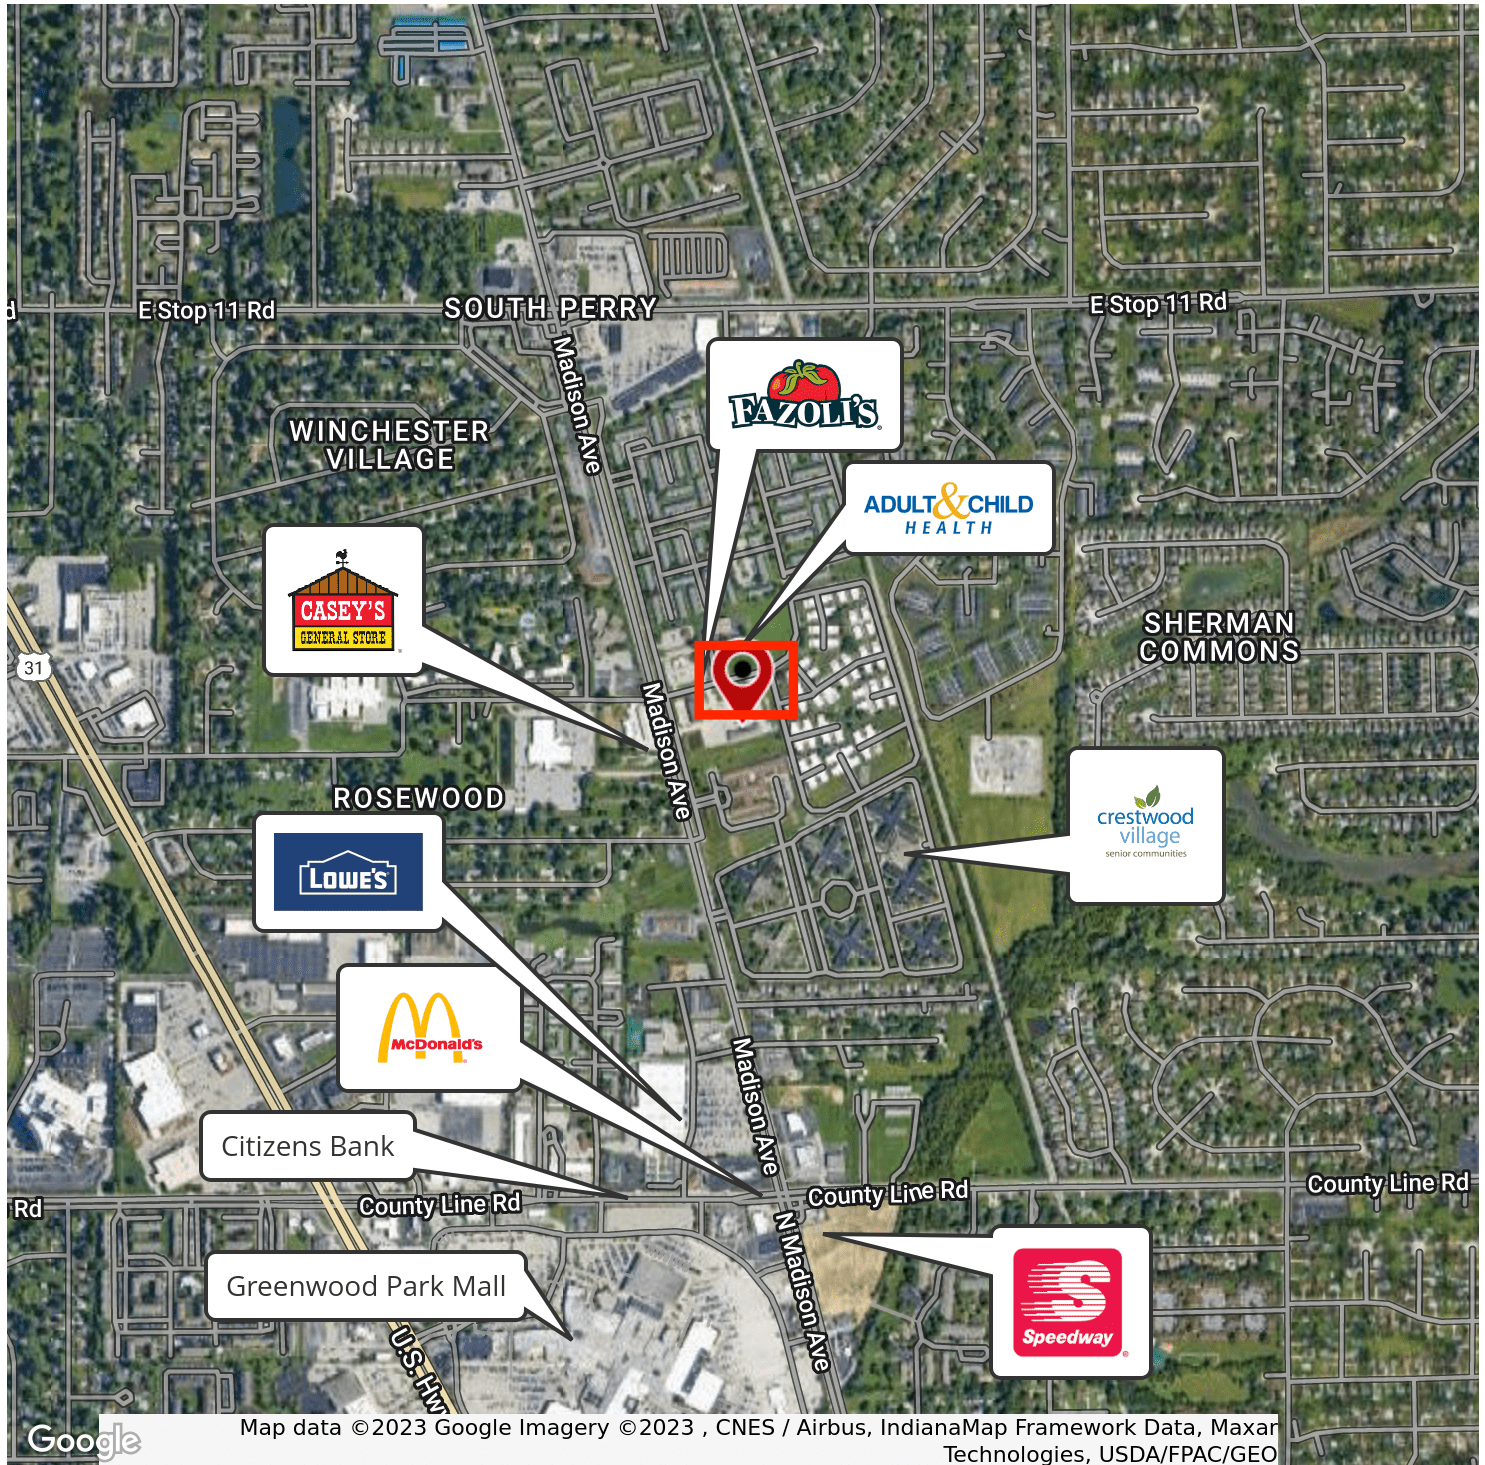 E Stop 11 Rd
SOUTH PERRY
E Stop 11 Rd
d
Madison Ave
FAZOLI'S
WINCHESTER
VILLAGE
ADULT & CHILD
HEALTH
CASEY'S
GENERAL STORE
SHERMAN
COMMONS
31
Madison Ave
ROSEWOOD
crestwood
village
senior communities
LOWE'S
McDonald's
Madison Ave
Citizens Bank
Rd
County Line Rd
County Line Rd
County Line Rd
N Madison Ave
Greenwood Park Mall
Speedway
U.S. Hwy
Google
Map data ©2023 Google Imagery ©2023 , CNES / Airbus, IndianaMap Framework Data, Maxar
Technologies, USDA/FPAC/GEO